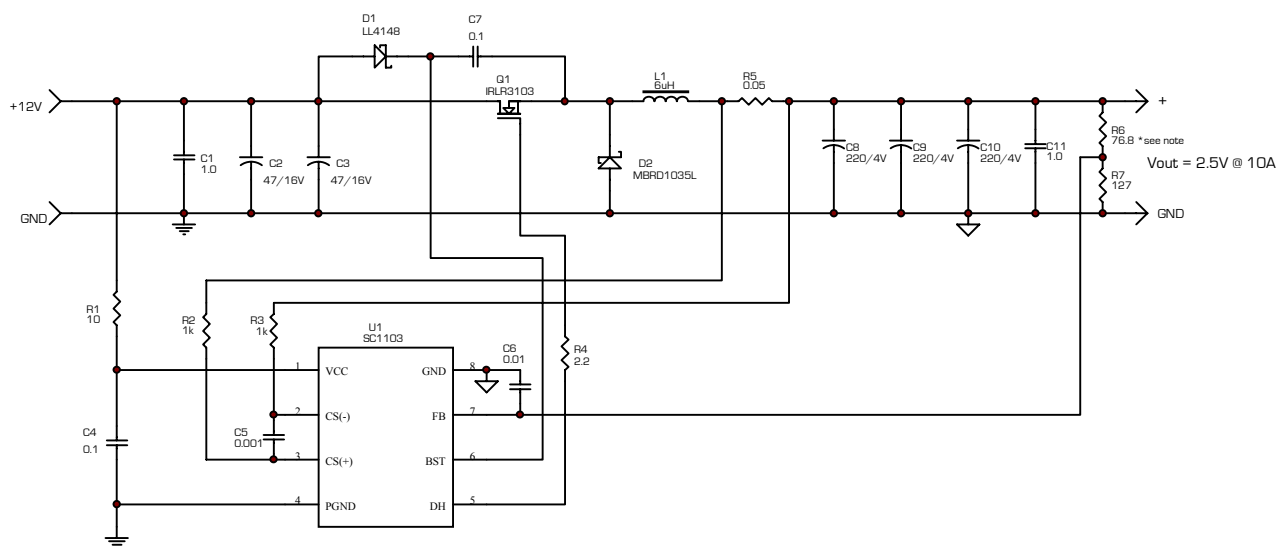 D1
LL4148
C7
0.1
Q1
IRLR3103
L1
6uH
R5
0.05
+12V
+
C1
1.0
C2
47/16V
C3
47/16V
D2
MBRD1035L
C8
220/4V
C9
220/4V
C10
220/4V
C11
1.0
R6
76.8 *see note
Vout = 2.5V @ 10A
R7
127
GND
GND
R1
10
R2
1k
R3
1k
U1
SC1103
C6
0.01
R4
2.2
1 VCC GND 8
2 CS(-) FB 7
3 CS(+) BST 6
4 PGND DH 5
C5
0.001
C4
0.1